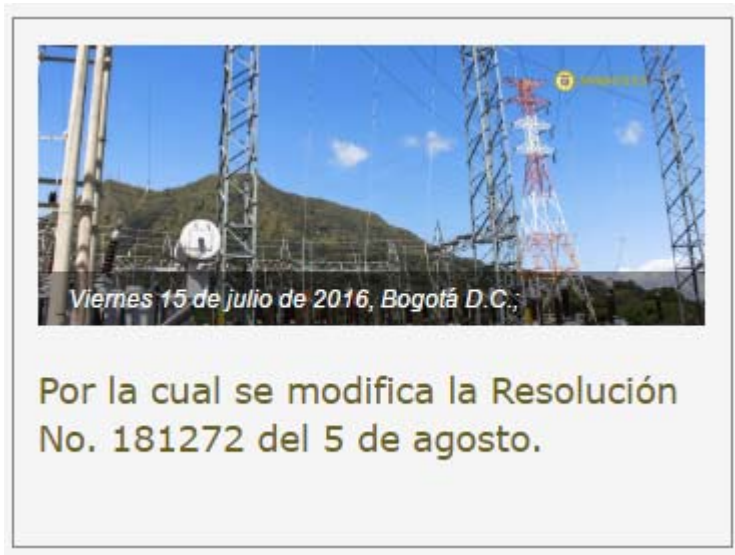 Viernes 15 de julio de 2016, Bogotá D.C.,;
Por la cual se modifica la Resolución
No. 181272 del 5 de agosto.